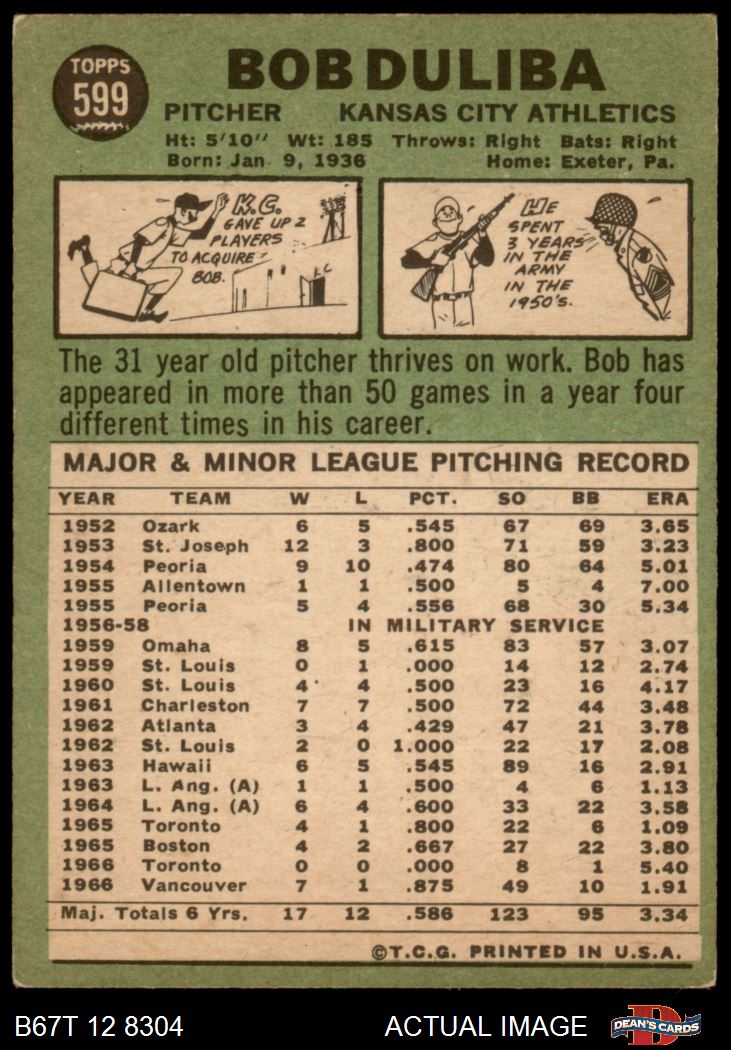 TOPPS
599
BOB DULIBA
PITCHER KANSAS CITY ATHLETICS
Ht: 5'10" Wt: 185 Throws: Right Bats: Right
Born: Jan 9, 1936 Home: Exeter, Pa.
K.C.
GAVE UP 2
PLAYERS
TO ACQUIRE
BOB.
K C
HE
SPENT
3 YEARS
IN THE
ARMY
IN THE
1950'S.
The 31 year old pitcher thrives on work. Bob has
appeared in more than 50 games in a year four
different times in his career.
MAJOR & MINOR LEAGUE PITCHING RECORD
YEAR TEAM W L PCT. SO BB ERA
1952 Ozark 6 5 .545 67 69 3.65
1953 St. Joseph 12 3 .800 71 59 3.23
1954 Peoria 9 10 .474 80 64 5.01
1955 Allentown 1 1 .500 5 4 7.00
1955 Peoria 5 4 .556 68 30 5.34
1956-58 IN MILITARY SERVICE
1959 Omaha 8 5 .615 83 57 3.07
1959 St. Louis 0 1 .000 14 12 2.74
1960 St. Louis 4 4 .500 23 16 4.17
1961 Charleston 7 7 .500 72 44 3.48
1962 Atlanta 3 4 .429 47 21 3.78
1962 St. Louis 2 0 1.000 22 17 2.08
1963 Hawaii 6 5 .545 89 16 2.91
1963 L. Ang. (A) 1 1 .500 4 6 1.13
1964 L. Ang. (A) 6 4 .600 33 22 3.58
1965 Toronto 4 1 .800 22 6 1.09
1965 Boston 4 2 .667 27 22 3.80
1966 Toronto 0 0 .000 8 1 5.40
1966 Vancouver 7 1 .875 49 10 1.91
Maj. Totals 6 Yrs. 17 12 .586 123 95 3.34
©T.C.G. PRINTED IN U.S.A.
B67T 12 8304 ACTUAL IMAGE
D
DEAN'S CARDS